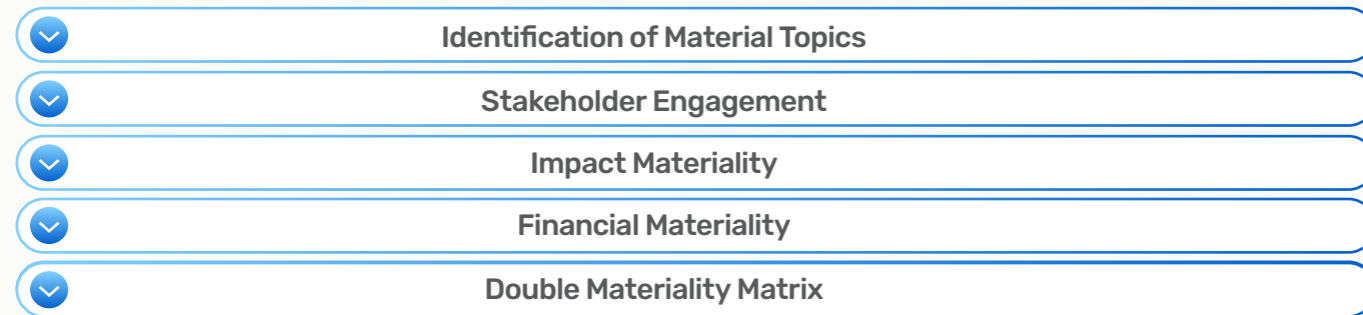 Identification of Material Topics
Stakeholder Engagement
Impact Materiality
Financial Materiality
Double Materiality Matrix